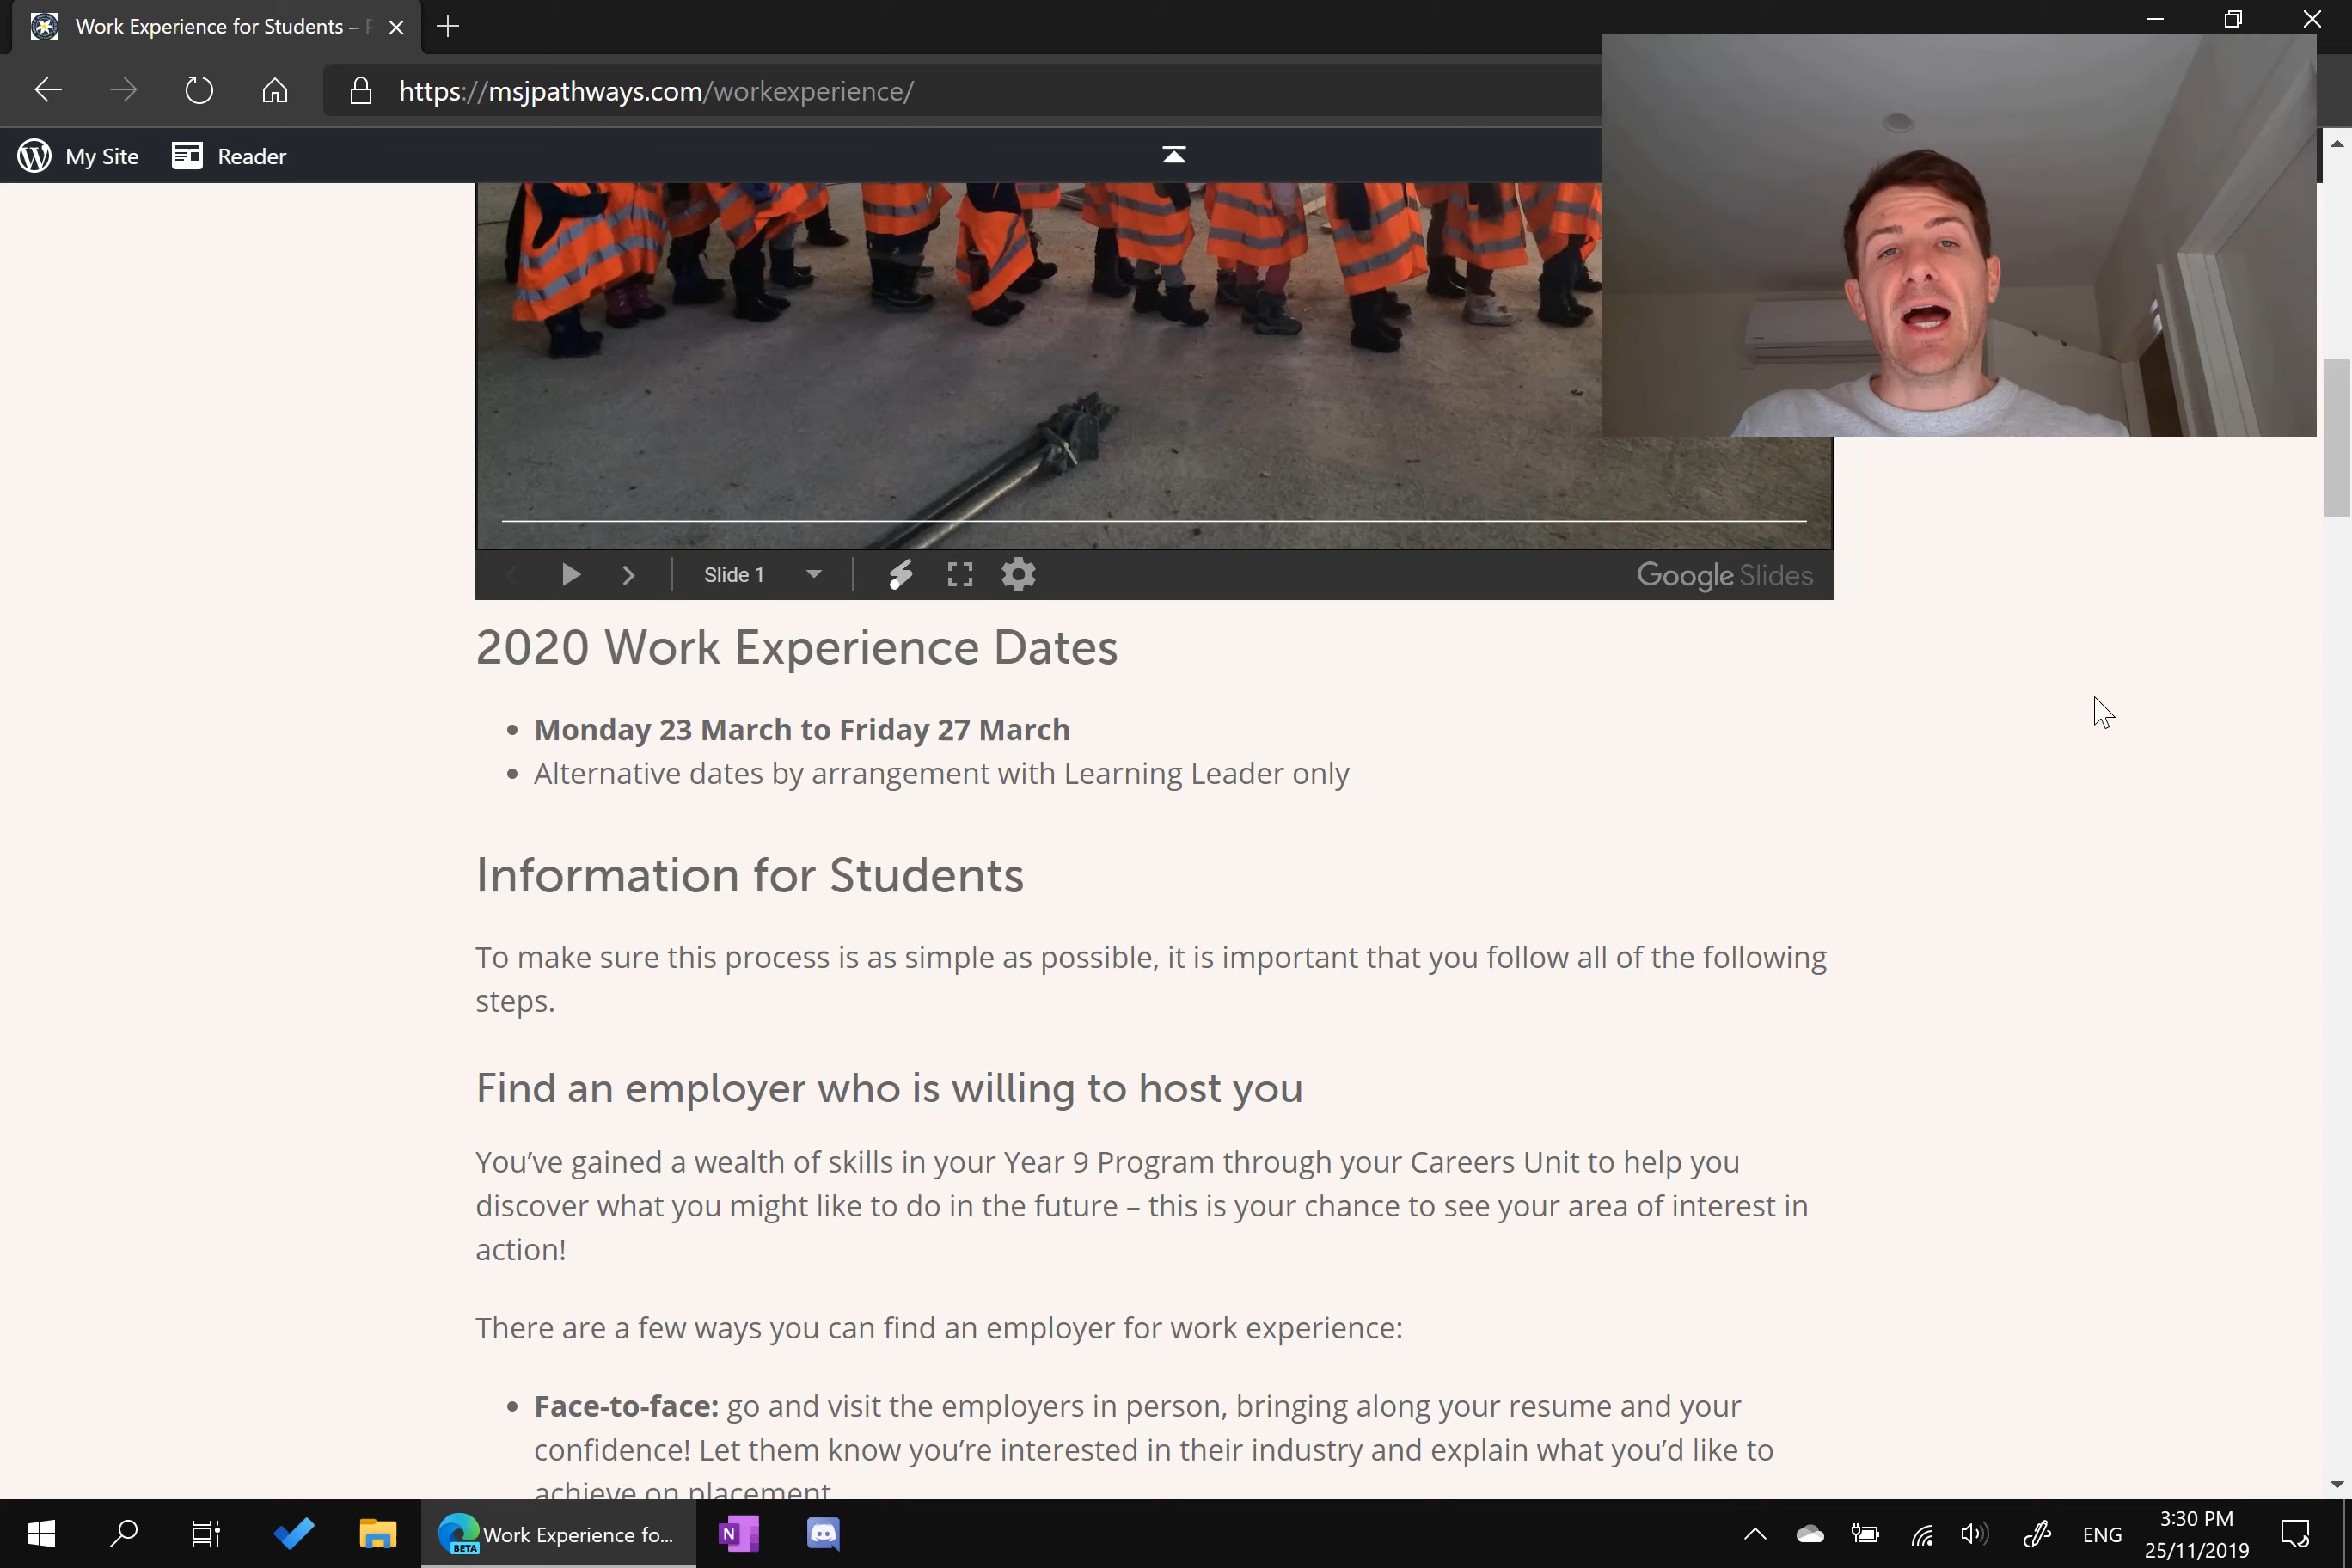 Work Experience for Students –
https://msjpathways.com/workexperience/
My Site
Reader
Slide 1
Google Slides
2020 Work Experience Dates
• Monday 23 March to Friday 27 March
• Alternative dates by arrangement with Learning Leader only
Information for Students
To make sure this process is as simple as possible, it is important that you follow all of the following
steps.
Find an employer who is willing to host you
You’ve gained a wealth of skills in your Year 9 Program through your Careers Unit to help you
discover what you might like to do in the future – this is your chance to see your area of interest in
action!
There are a few ways you can find an employer for work experience:
• Face-to-face: go and visit the employers in person, bringing along your resume and your
confidence! Let them know you’re interested in their industry and explain what you’d like to
achieve on placement
BETA
Work Experience fo...
N
ENG
3:30 PM
25/11/2019